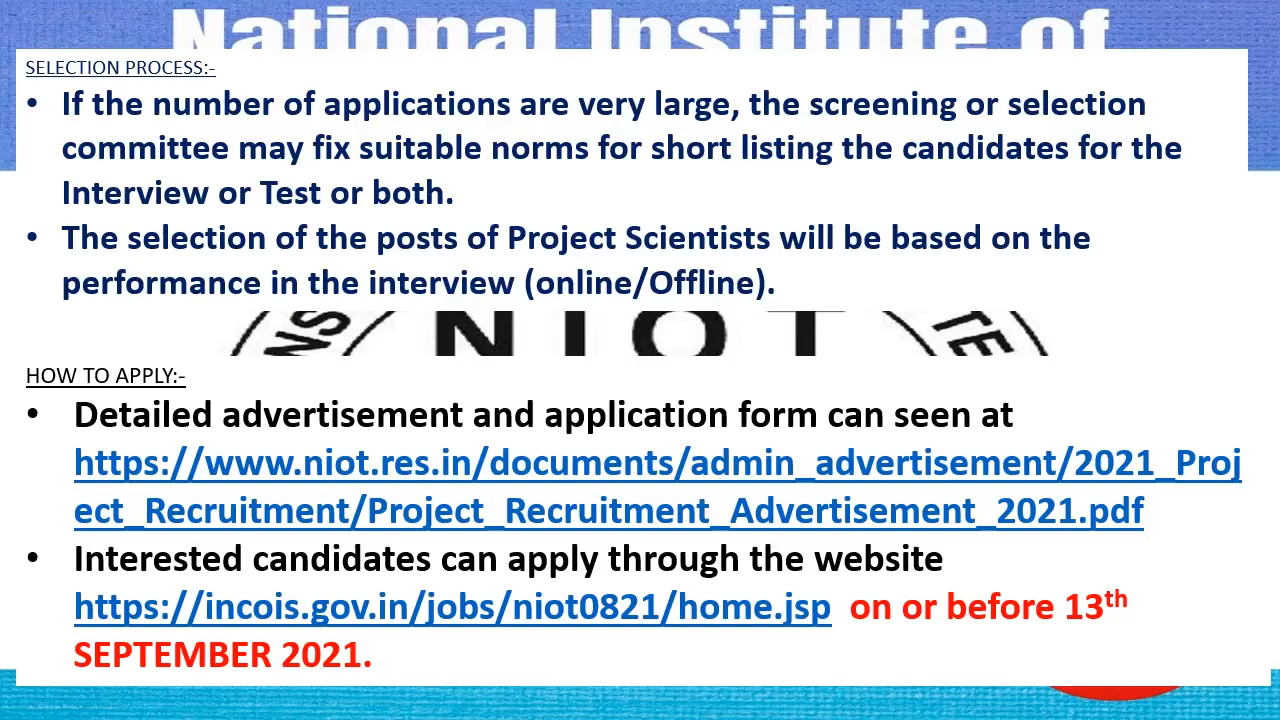 National Institute of
SELECTION PROCESS:-
• If the number of applications are very large, the screening or selection
committee may fix suitable norms for short listing the candidates for the
Interview or Test or both.
• The selection of the posts of Project Scientists will be based on the
performance in the interview (online/Offline).
NIOT
HOW TO APPLY:-
• Detailed advertisement and application form can seen at
https://www.niot.res.in/documents/admin_advertisement/2021_Proj
ect_Recruitment/Project_Recruitment_Advertisement_2021.pdf
• Interested candidates can apply through the website
https://incois.gov.in/jobs/niot0821/home.jsp on or before 13th
SEPTEMBER 2021.